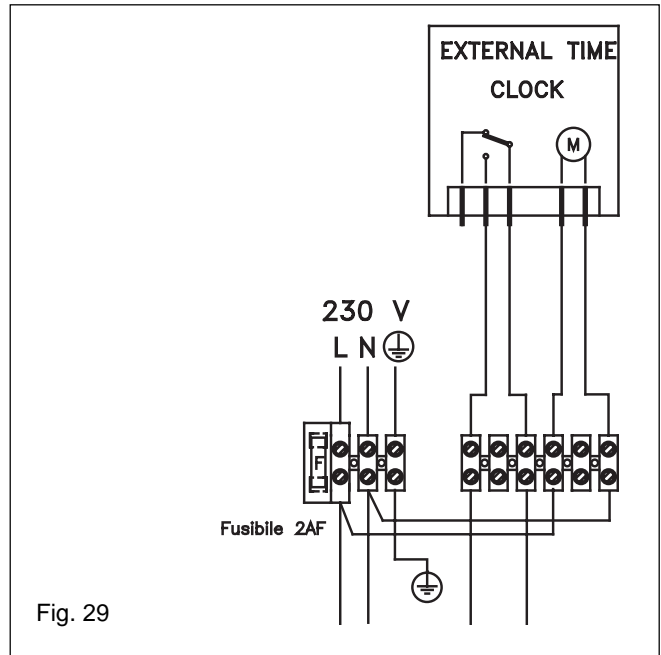 EXTERNAL TIME
CLOCK
M
230 V
L N
F
Fusibile 2AF
Fig. 29